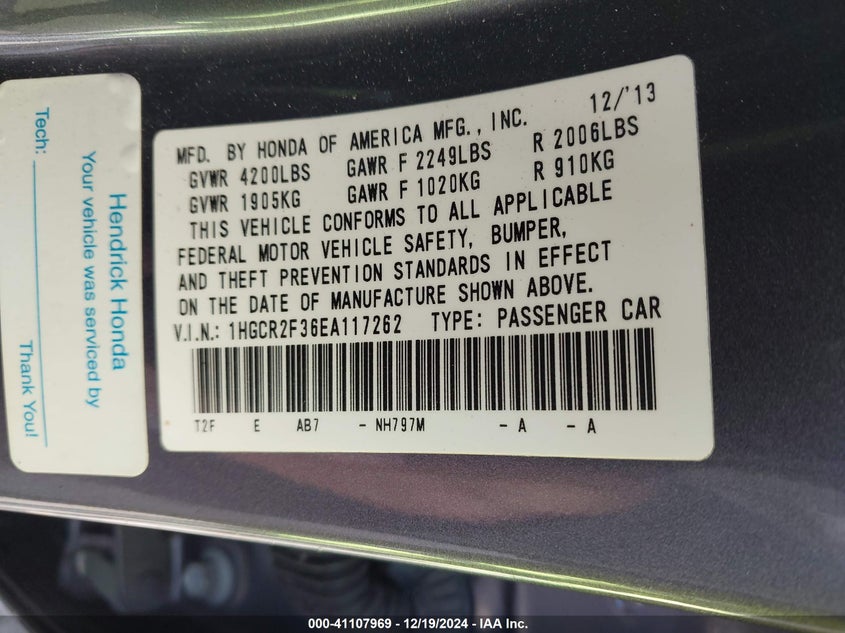 12/'13
MFD. BY HONDA OF AMERICA MFG., INC.
GVWR 4200LBS GAWR F 2249LBS R 2006LBS
GVWR 1905KG GAWR F 1020KG R 910KG
THIS VEHICLE CONFORMS TO ALL APPLICABLE
FEDERAL MOTOR VEHICLE SAFETY, BUMPER,
AND THEFT PREVENTION STANDARDS IN EFFECT
ON THE DATE OF MANUFACTURE SHOWN ABOVE.
V.I.N.: 1HGCR2F36EA117262 TYPE: PASSENGER CAR
T2F E AB7 - NH797M - A - A
Hendrick Honda
Your vehicle was serviced by
Tech:
Thank You!
000-41107969 - 12/19/2024 - IAA Inc.